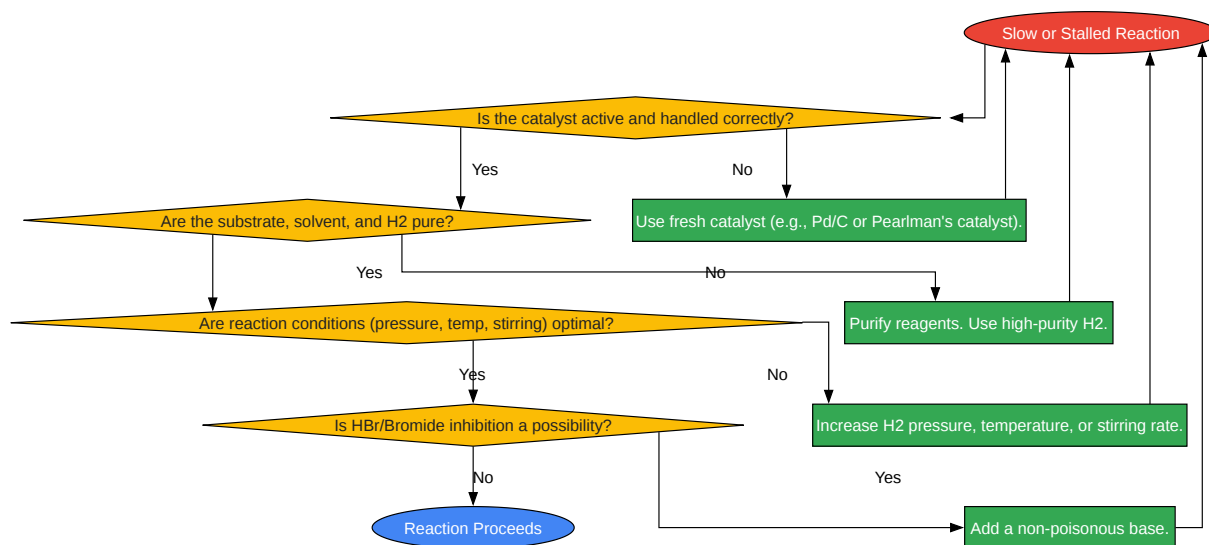 Slow or Stalled Reaction
Is the catalyst active and handled correctly?
Yes
No
Are the substrate, solvent, and H2 pure?
Use fresh catalyst (e.g., Pd/C or Pearlman's catalyst).
Yes
No
Are reaction conditions (pressure, temp, stirring) optimal?
Purify reagents. Use high-purity H2.
Yes
No
Is HBr/Bromide inhibition a possibility?
Increase H2 pressure, temperature, or stirring rate.
No
Yes
Reaction Proceeds
Add a non-poisonous base.